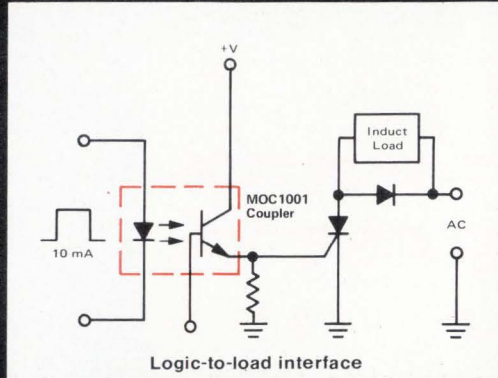 +V
Induct
Load
MOC1001
Coupler
AC
10 mA
Logic-to-load interface